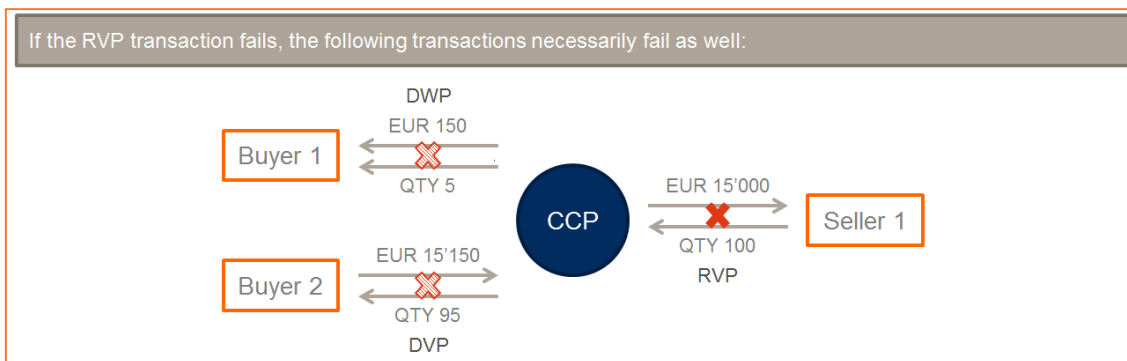 If the RVP transaction fails, the following transactions necessarily fail as well:
DWP
EUR 150
Buyer 1
QTY 5
EUR 15'150
Buyer 2
QTY 95
DVP
CCP
EUR 15'000
Seller 1
QTY 100
RVP